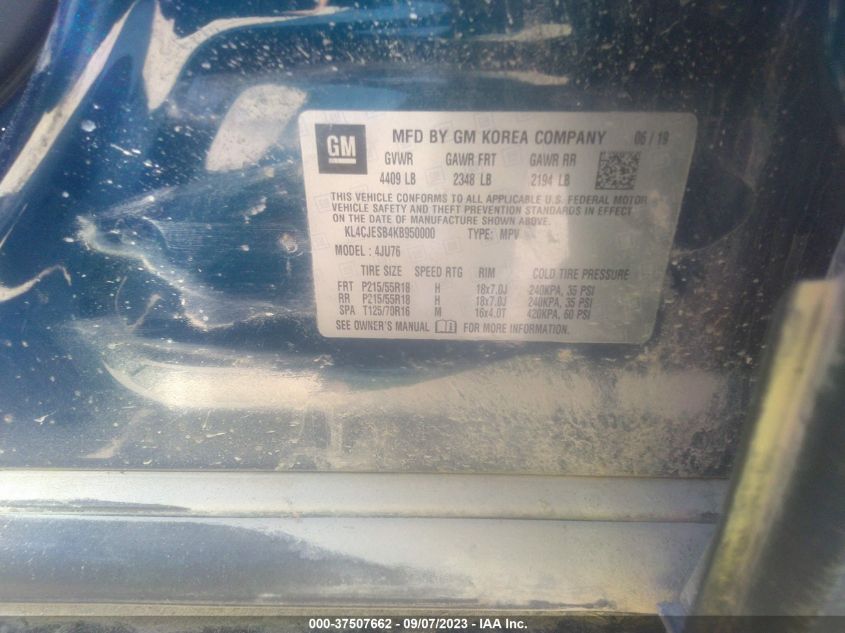 GM
MFD BY GM KOREA COMPANY 06 / 19
GVWR GAWR FRT GAWR RR
4409 LB 2348 LB 2194 LB
THIS VEHICLE CONFORMS TO ALL APPLICABLE U.S. FEDERAL MOTOR
VEHICLE SAFETY AND THEFT PREVENTION STANDARDS IN EFFECT
ON THE DATE OF MANUFACTURE SHOWN ABOVE.
KL4CJESB4KB950000 TYPE: MPV
MODEL : 4JU76
TIRE SIZE SPEED RTG RIM COLD TIRE PRESSURE
FRT P215/55R18 H 18x7.0J 240KPA, 35 PSI
RR P215/55R18 H 18x7.0J 240KPA, 35 PSI
SPA T125/70R16 M 16x4.0T 420KPA, 60 PSI
SEE OWNER'S MANUAL FOR MORE INFORMATION.
000-37507662 - 09/07/2023 - IAA Inc.